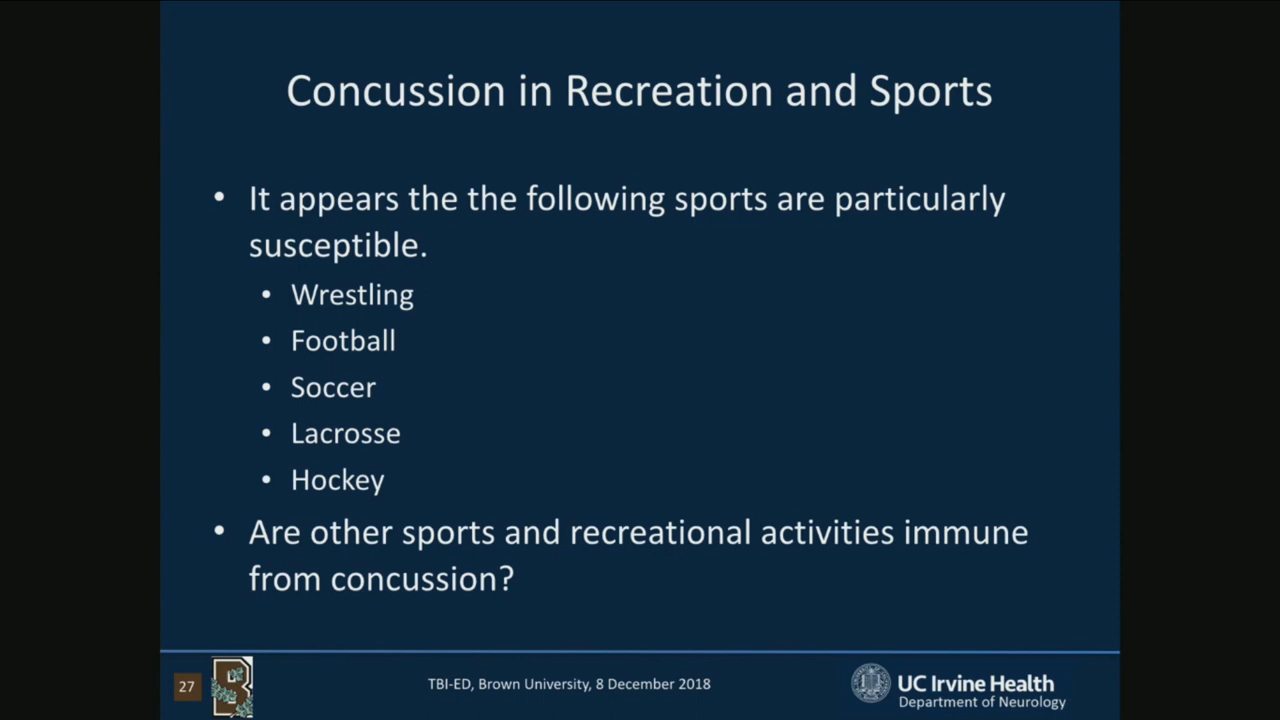 Concussion in Recreation and Sports
• It appears the the following sports are particularly
susceptible.
• Wrestling
• Football
• Soccer
• Lacrosse
• Hockey
• Are other sports and recreational activities immune
from concussion?
27
B
TBI-ED, Brown University, 8 December 2018
UC Irvine Health
Department of Neurology